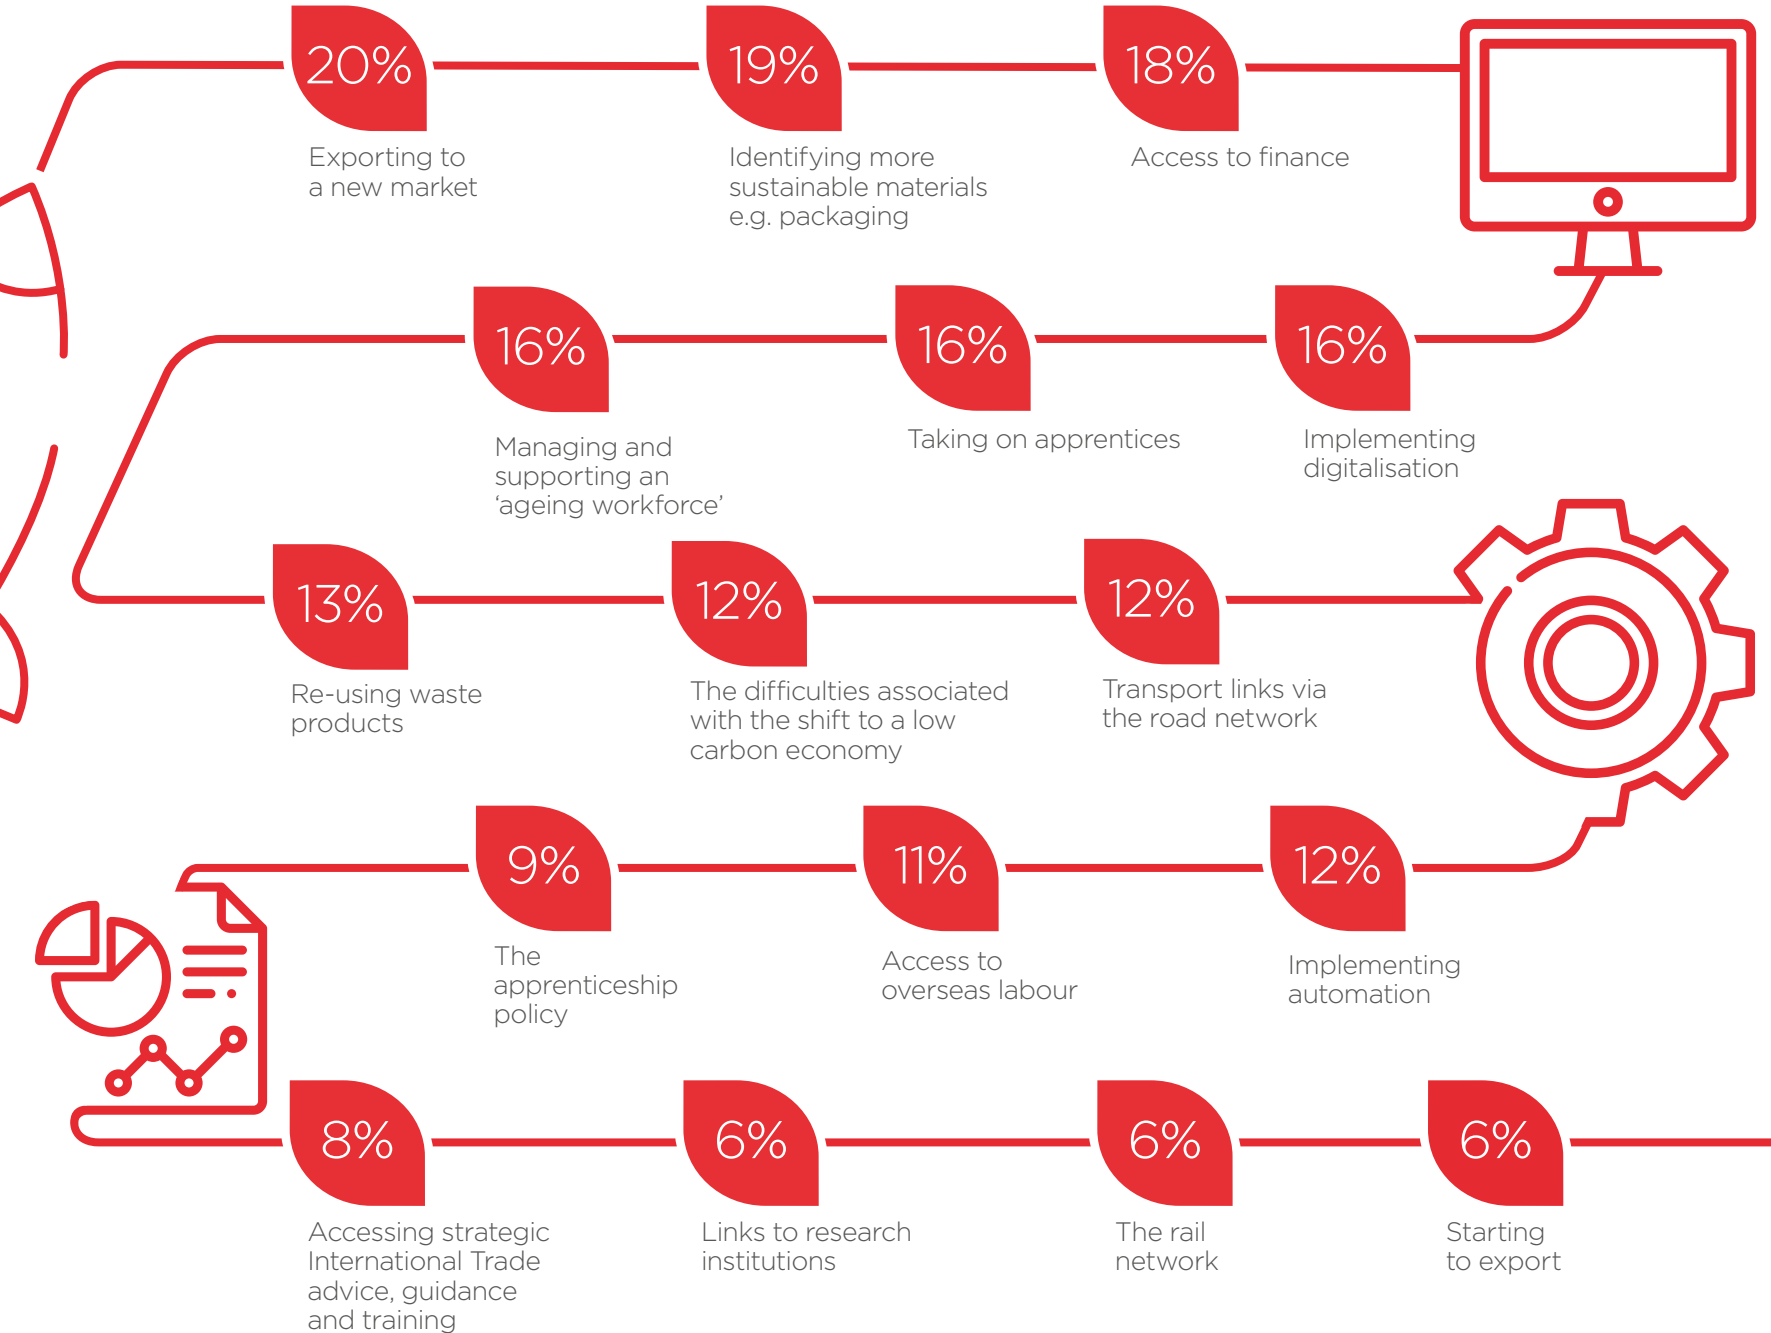 20%
Exporting to
a new market
19%
Identifying more
sustainable materials
e.g. packaging
18%
Access to finance
16%
Managing and
supporting an
‘ageing workforce’
16%
Taking on apprentices
16%
Implementing
digitalisation
13%
Re-using waste
products
12%
The difficulties associated
with the shift to a low
carbon economy
12%
Transport links via
the road network
9%
The
apprenticeship
policy
11%
Access to
overseas labour
12%
Implementing
automation
8%
Accessing strategic
International Trade
advice, guidance
and training
6%
Links to research
institutions
6%
The rail
network
6%
Starting
to export